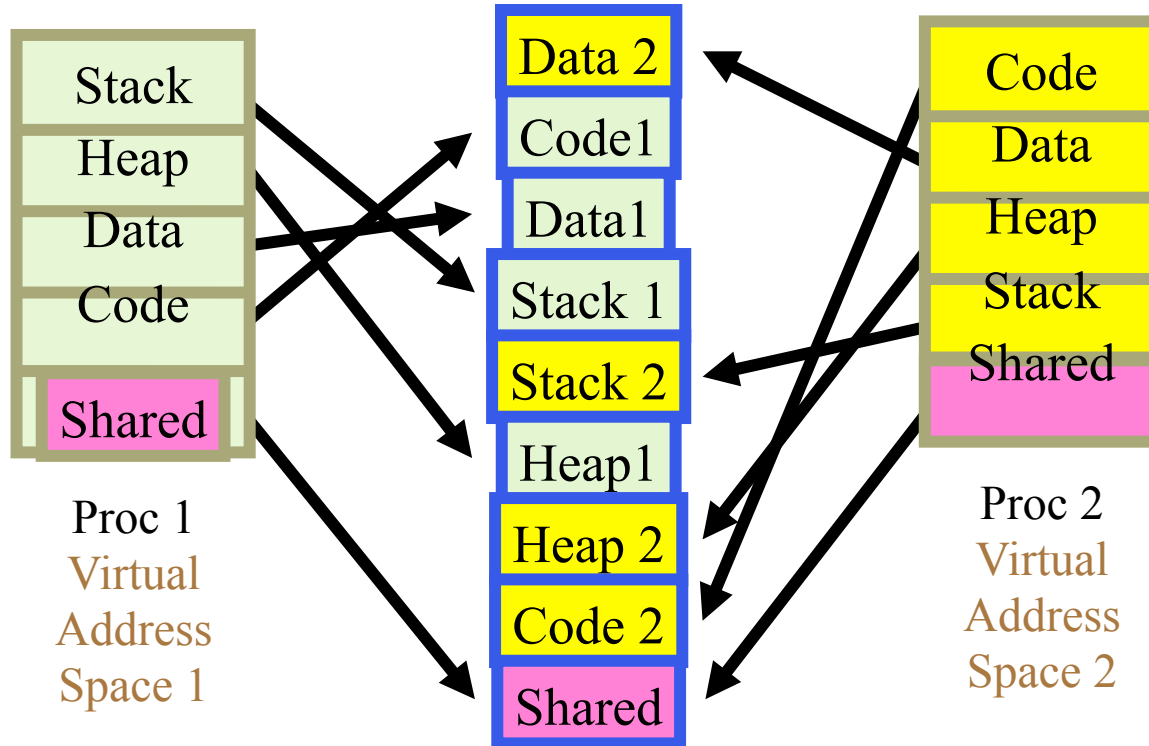 Stack
Heap
Data
Code
Shared
Proc 1
Virtual
Address
Space 1
Data 2
Code1
Data1
Stack 1
Stack 2
Heap1
Heap 2
Code 2
Shared
Code
Data
Heap
Stack
Shared
Proc 2
Virtual
Address
Space 2